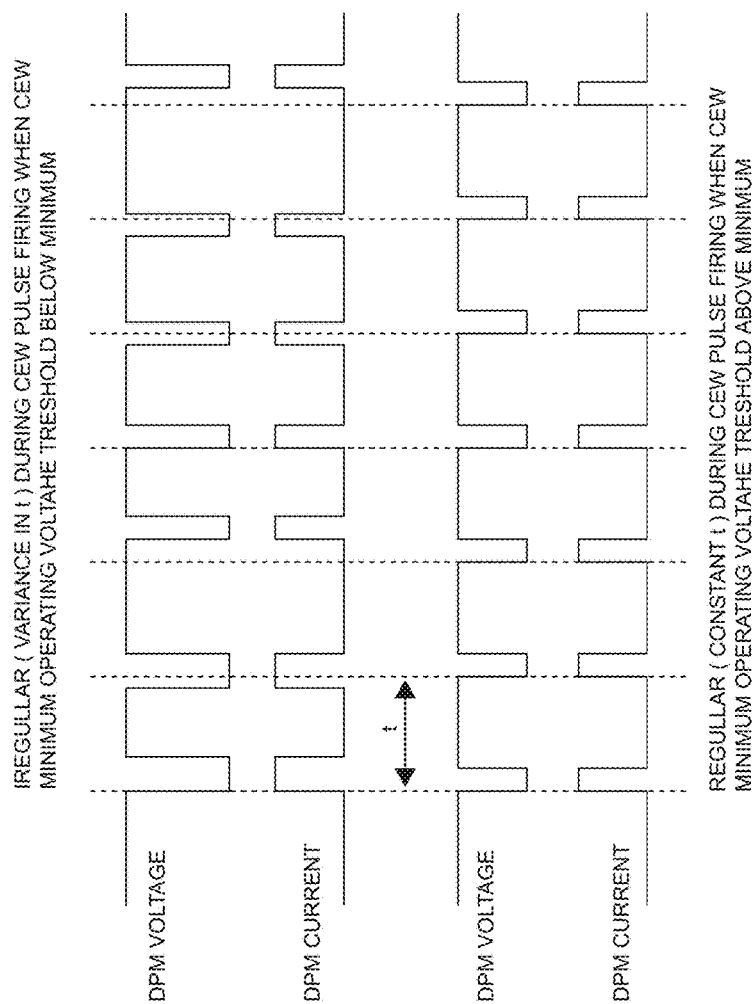 IREGULLAR ( VARIANCE IN t ) DURING CEW PULSE FIRING WHEN CEW
MINIMUM OPERATING VOLTAHE TRESHOLD BELOW MINIMUM
DPM VOLTAGE
DPM CURRENT
t
DPM VOLTAGE
DPM CURRENT
REGULLAR ( CONSTANT t ) DURING CEW PULSE FIRING WHEN CEW
MINIMUM OPERATING VOLTAHE TRESHOLD ABOVE MINIMUM